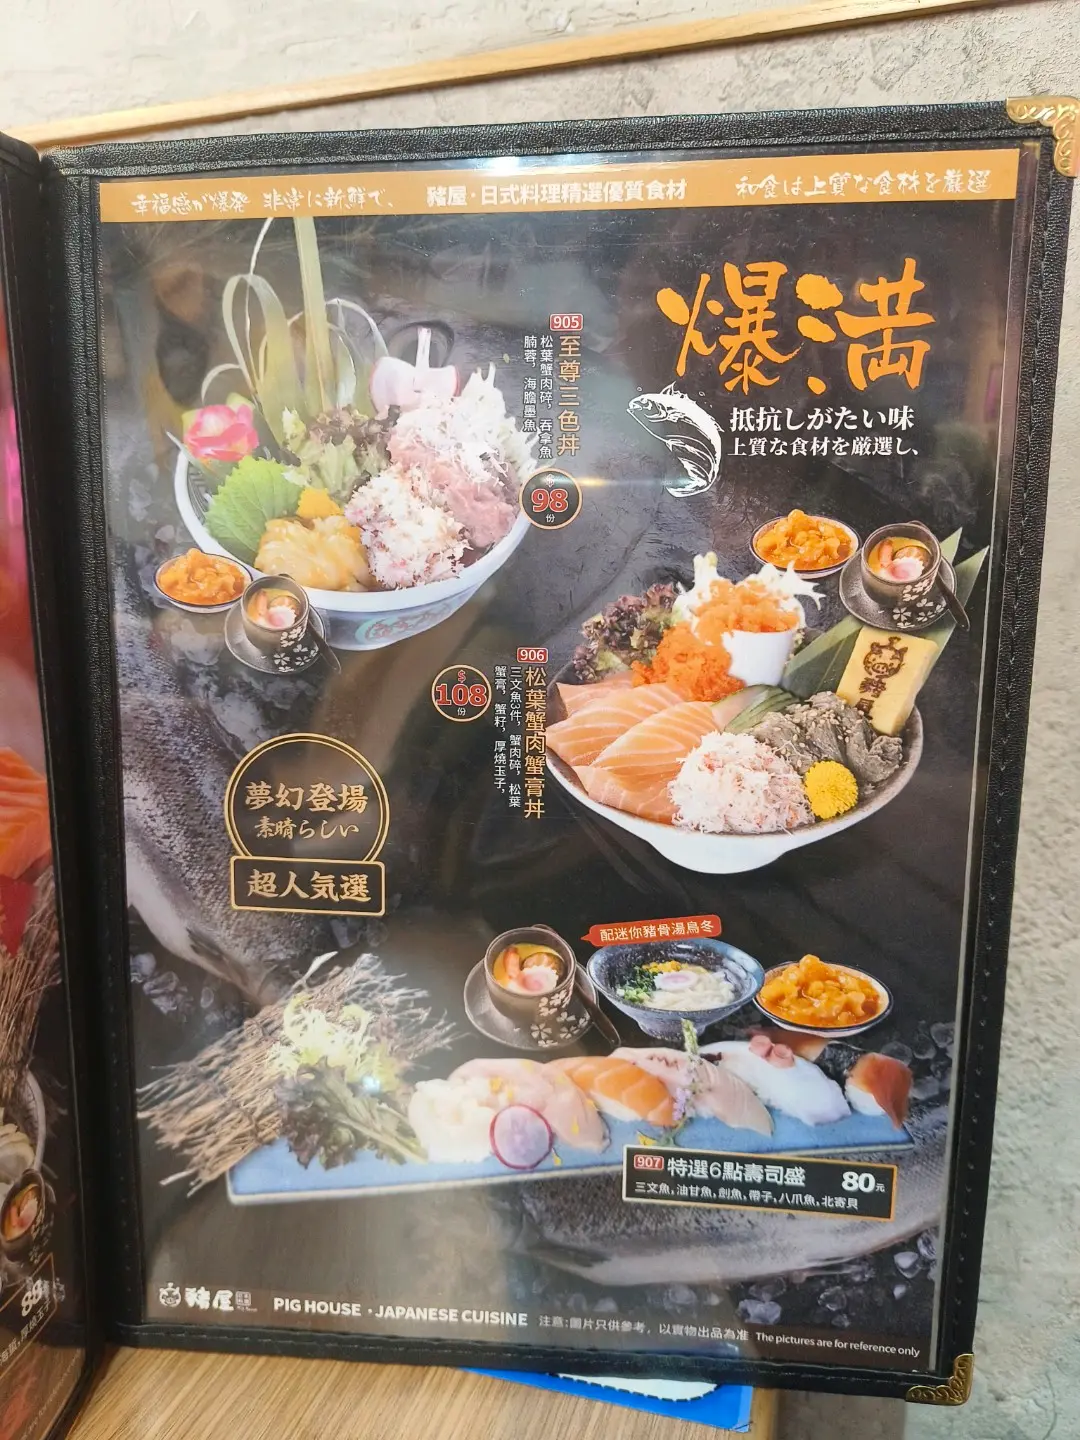 幸福感が爆発 非常に新鮮で、
豬屋·日式料理精選優質食材
和食は上質な食材を厳選
爆満
抵抗しがたい味
上質な食材を厳選し、
905
至尊三色丼
松葉蟹肉碎，吞拿魚
腩蓉，海膽墨魚
$
98
份
906
松葉蟹肉蟹膏丼
三文魚3件，蟹肉碎，松葉
蟹膏，蟹籽，厚燒玉子，
$
108
份
夢幻登場
素晴らしい
超人気選
配迷你豬骨湯烏冬
907 特選6點壽司盛 80元
三文魚，油甘魚，劍魚，帶子，八爪魚，北寄貝
豬屋
PIG HOUSE · JAPANESE CUISINE
注意:圖片只供參考，以實物出品為准 The pictures are for reference only
88
厚燒玉子